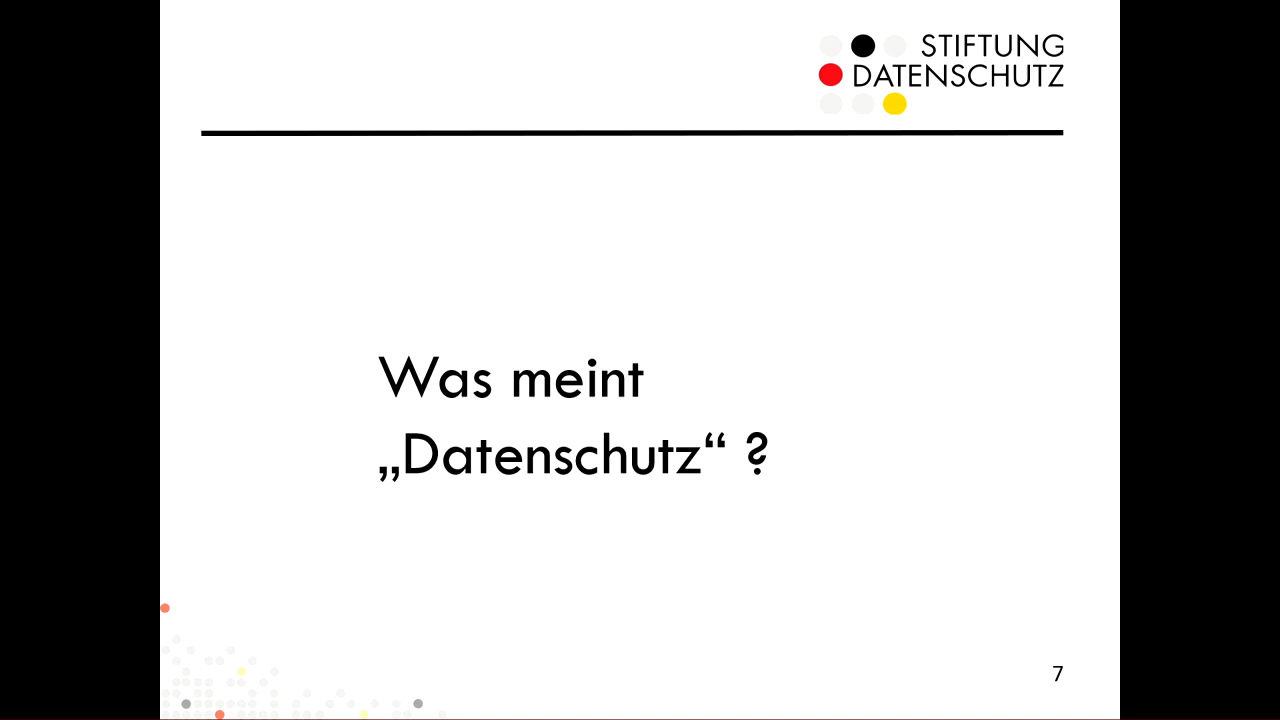 STIFTUNG
DATENSCHUTZ
Was meint
„Datenschutz“ ?
7